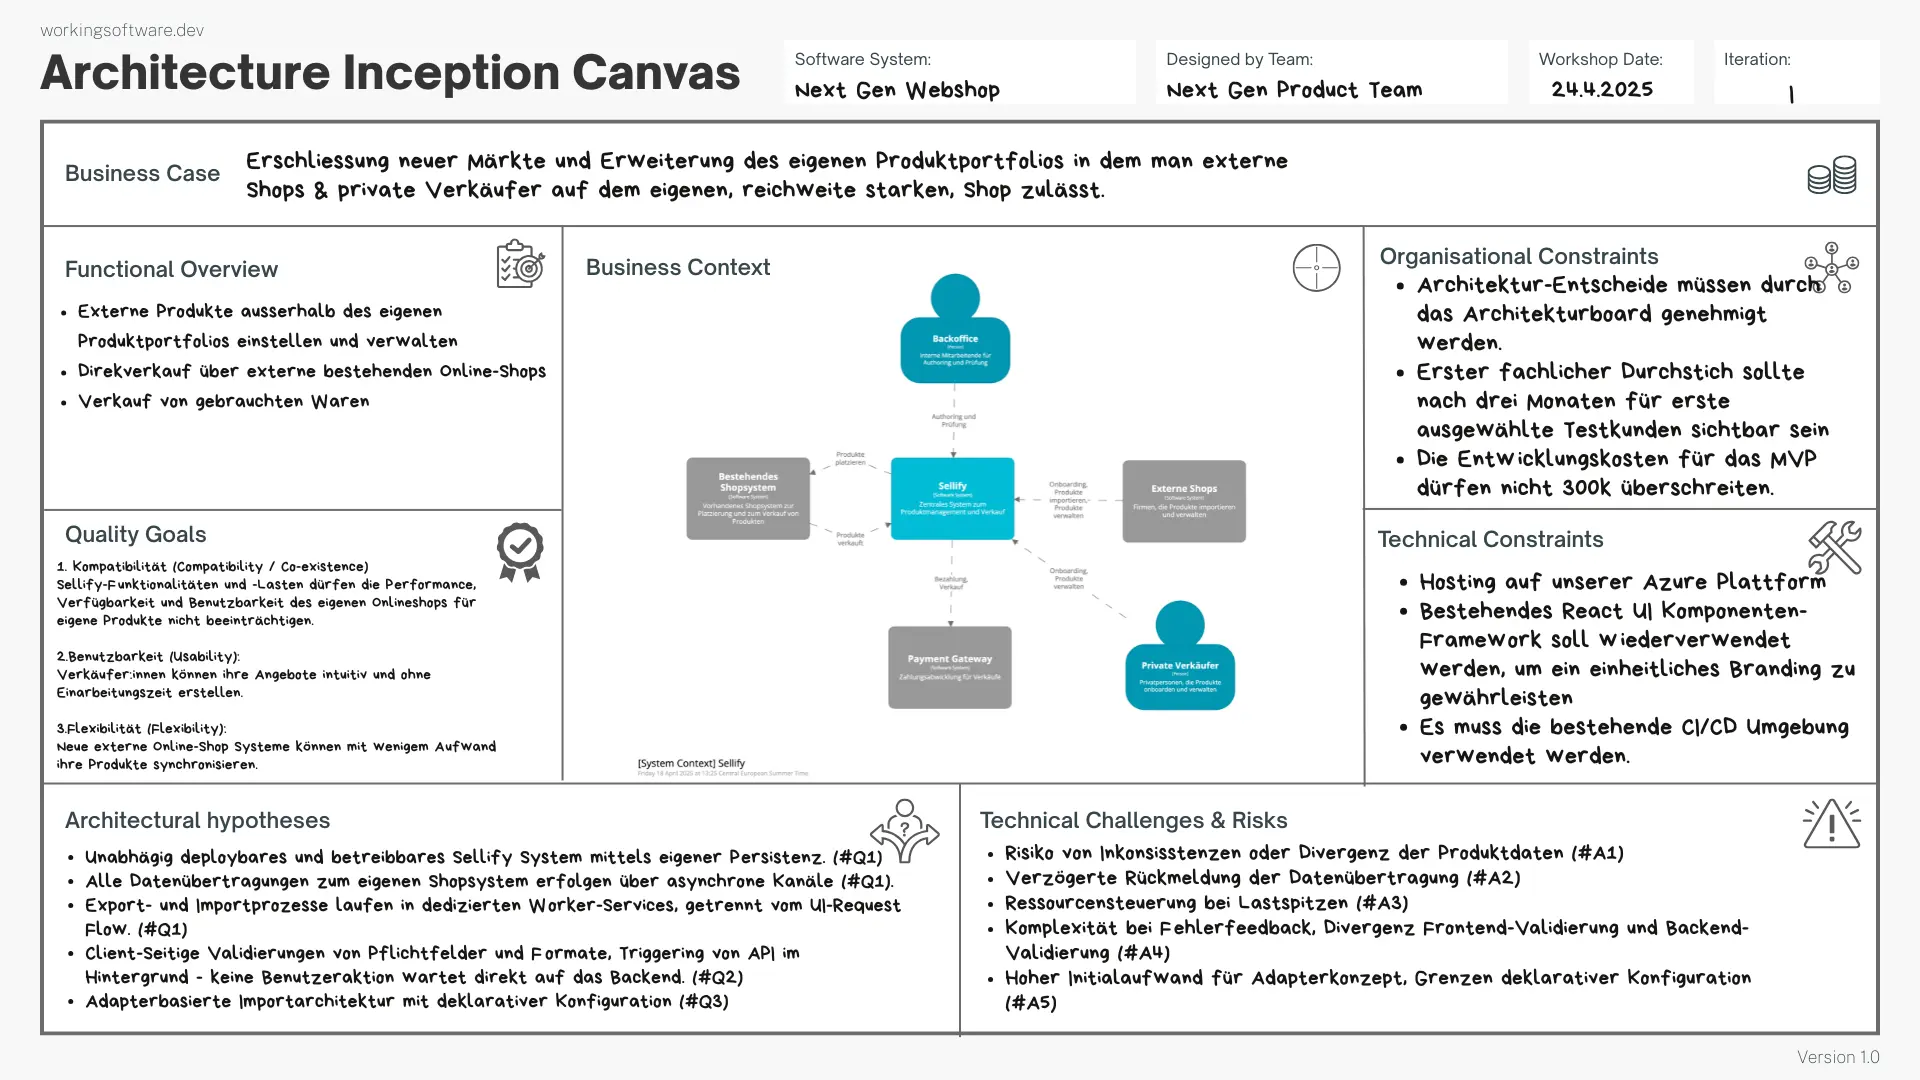 workingsoftware.dev
Architecture Inception Canvas
Software System:
Next Gen Webshop
Designed by Team:
Next Gen Product Team
Workshop Date:
24.4.2025
Iteration:
1
Business Case
Erschliessung neuer Märkte und Erweiterung des eigenen Produktportfolios in dem man externe
Shops & private Verkäufer auf dem eigenen, reichweite starken, Shop zulässt.
Functional Overview
• Externe Produkte ausserhalb des eigenen
Produktportfolios einstellen und verwalten
• Direkverkauf über externe bestehenden Online-Shops
• Verkauf von gebrauchten Waren
Quality Goals
1. Kompatibilität (Compatibility / Co-existence)
Sellify-Funktionalitäten und -Lasten dürfen die Performance,
Verfügbarkeit und Benutzbarkeit des eigenen Onlineshops für
eigene Produkte nicht beeinträchtigen.
2.Benutzbarkeit (Usability):
Verkäufer:innen können ihre Angebote intuitiv und ohne
Einarbeitungszeit erstellen.
3.Flexibilität (Flexibility):
Neue externe Online-Shop Systeme können mit wenigem Aufwand
ihre Produkte synchronisieren.
Business Context
Backoffice
[Person]
Interne Mitarbeitende für
Authoring und Prüfung
Authoring und
Prüfung
Produkte
platzieren
Bestehendes
Shopsystem
[Software System]
Vorhandenes Shopsystem zur
Platzierung und zum Verkauf von
Produkten
Sellify
[Software System]
Zentrales System zum
Produktmanagement und Verkauf
Onboarding,
Produkte
importieren,-
Produkte
verwalten
Externe Shops
[Software System]
Firmen, die Produkte importieren
und verwalten
Produkte
verkauft
Bezahlung,
Verkauf
Onboarding,
Produkte
verwalten
Payment Gateway
[Software System]
Zahlungsabwicklung für Verkäufe
Private Verkäufer
[Person]
Privatpersonen, die Produkte
onboarden und verwalten
[System Context] Sellify
Friday 18 April 2025 at 13:25 Central European Summer Time
Organisational Constraints
• Architektur-Entscheide müssen durch
das Architekturboard genehmigt
werden.
• Erster fachlicher Durchstich sollte
nach drei Monaten für erste
ausgewählte Testkunden sichtbar sein
• Die Entwicklungskosten für das MVP
dürfen nicht 300k überschreiten.
Technical Constraints
• Hosting auf unserer Azure Plattform
• Bestehendes React UI Komponenten-
Framework soll wiederverwendet
werden, um ein einheitliches Branding zu
gewährleisten
• Es muss die bestehende CI/CD Umgebung
verwendet werden.
Architectural hypotheses
• Unabhägig deploybares und betreibbares Sellify System mittels eigener Persistenz. (#Q1)
• Alle Datenübertragungen zum eigenen Shopsystem erfolgen über asynchrone Kanäle (#Q1).
• Export- und Importprozesse laufen in dedizierten Worker-Services, getrennt vom UI-Request
Flow. (#Q1)
• Client-Seitige Validierungen von Pflichtfelder und Formate, Triggering von API im
Hintergrund - keine Benutzeraktion wartet direkt auf das Backend. (#Q2)
• Adapterbasierte Importarchitektur mit deklarativer Konfiguration (#Q3)
Technical Challenges & Risks
• Risiko von Inkonsisstenzen oder Divergenz der Produktdaten (#A1)
• Verzögerte Rückmeldung der Datenübertragung (#A2)
• Ressourcensteuerung bei Lastspitzen (#A3)
• Komplexität bei Fehlerfeedback, Divergenz Frontend-Validierung und Backend-
Validierung (#A4)
• Hoher Initialaufwand für Adapterkonzept, Grenzen deklarativer Konfiguration
(#A5)
Version 1.0